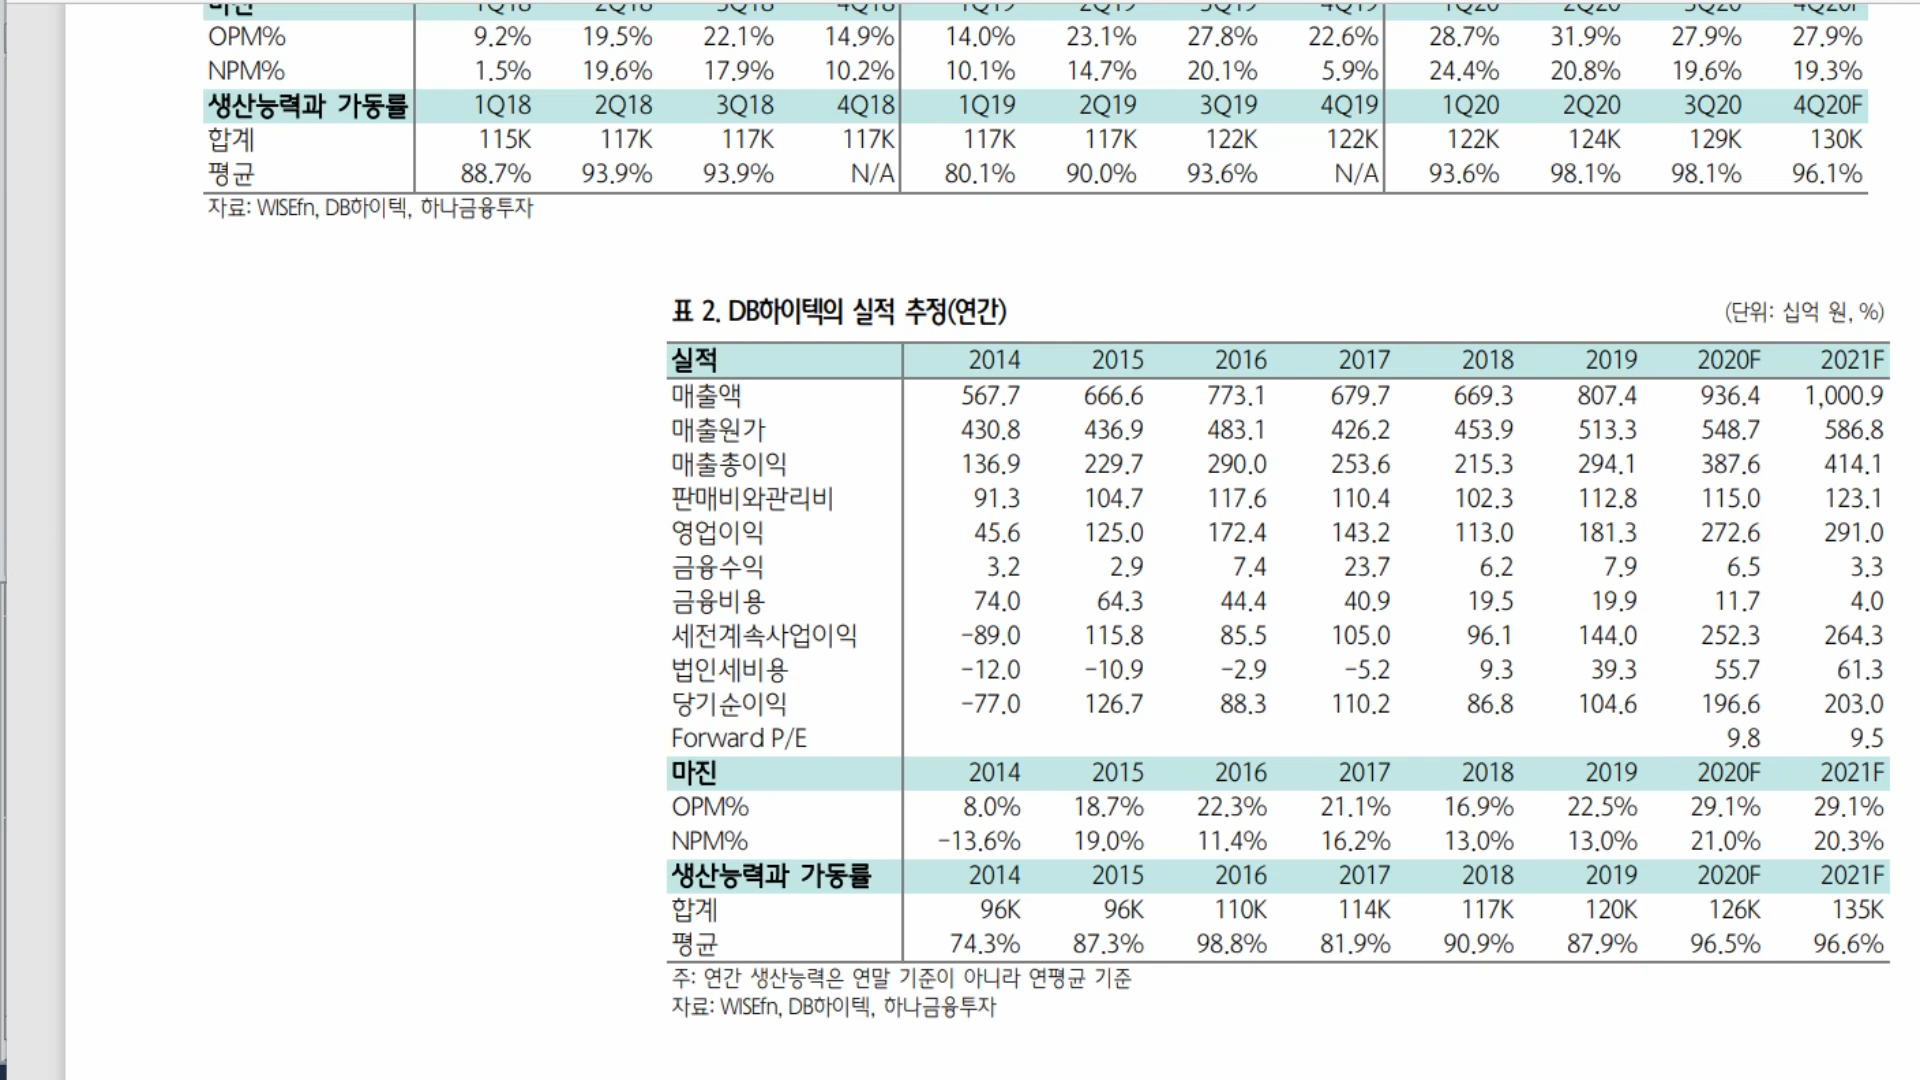 마진 1Q18 2Q18 3Q18 4Q18 1Q19 2Q19 3Q19 4Q19 1Q20 2Q20 3Q20 4Q20F
OPM% 9.2% 19.5% 22.1% 14.9% 14.0% 23.1% 27.8% 22.6% 28.7% 31.9% 27.9% 27.9%
NPM% 1.5% 19.6% 17.9% 10.2% 10.1% 14.7% 20.1% 5.9% 24.4% 20.8% 19.6% 19.3%
생산능력과 가동률 1Q18 2Q18 3Q18 4Q18 1Q19 2Q19 3Q19 4Q19 1Q20 2Q20 3Q20 4Q20F
합계 115K 117K 117K 117K 117K 117K 122K 122K 122K 124K 129K 130K
평균 88.7% 93.9% 93.9% N/A 80.1% 90.0% 93.6% N/A 93.6% 98.1% 98.1% 96.1%
자료: WISEfn, DB하이텍, 하나금융투자
표 2. DB하이텍의 실적 추정(연간) (단위: 십억 원, %)
실적 2014 2015 2016 2017 2018 2019 2020F 2021F
매출액 567.7 666.6 773.1 679.7 669.3 807.4 936.4 1,000.9
매출원가 430.8 436.9 483.1 426.2 453.9 513.3 548.7 586.8
매출총이익 136.9 229.7 290.0 253.6 215.3 294.1 387.6 414.1
판매비와관리비 91.3 104.7 117.6 110.4 102.3 112.8 115.0 123.1
영업이익 45.6 125.0 172.4 143.2 113.0 181.3 272.6 291.0
금융수익 3.2 2.9 7.4 23.7 6.2 7.9 6.5 3.3
금융비용 74.0 64.3 44.4 40.9 19.5 19.9 11.7 4.0
세전계속사업이익 -89.0 115.8 85.5 105.0 96.1 144.0 252.3 264.3
법인세비용 -12.0 -10.9 -2.9 -5.2 9.3 39.3 55.7 61.3
당기순이익 -77.0 126.7 88.3 110.2 86.8 104.6 196.6 203.0
Forward P/E 9.8 9.5
마진 2014 2015 2016 2017 2018 2019 2020F 2021F
OPM% 8.0% 18.7% 22.3% 21.1% 16.9% 22.5% 29.1% 29.1%
NPM% -13.6% 19.0% 11.4% 16.2% 13.0% 13.0% 21.0% 20.3%
생산능력과 가동률 2014 2015 2016 2017 2018 2019 2020F 2021F
합계 96K 96K 110K 114K 117K 120K 126K 135K
평균 74.3% 87.3% 98.8% 81.9% 90.9% 87.9% 96.5% 96.6%
주: 연간 생산능력은 연말 기준이 아니라 연평균 기준
자료: WISEfn, DB하이텍, 하나금융투자